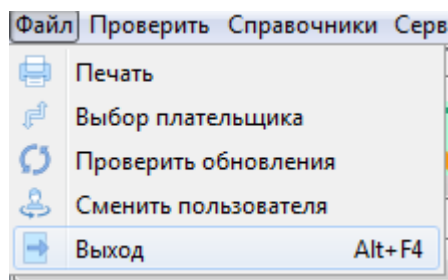 Файл Проверить Справочники Серв
Печать
Выбор плательщика
Проверить обновления
Сменить пользователя
Выход Alt+F4